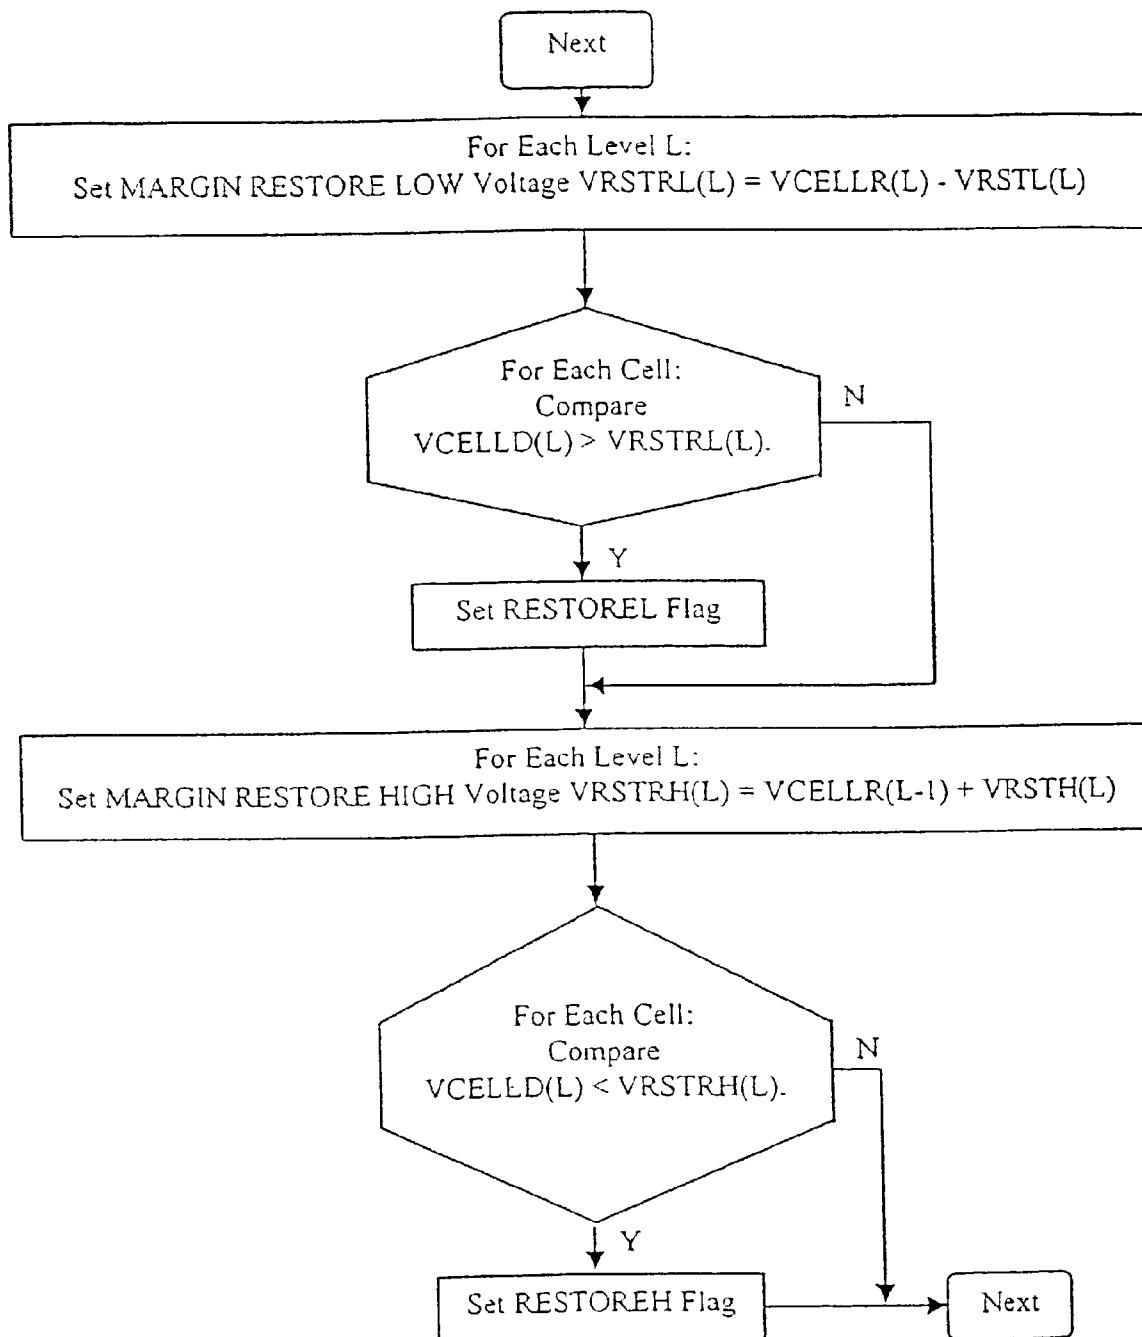 Next
For Each Level L:
Set MARGIN RESTORE LOW Voltage VRSTRL(L) = VCELLR(L) - VRSTL(L)
For Each Cell:
Compare
VCELLD(L) > VRSTRL(L).
N
Y
Set RESTOREL Flag
For Each Level L:
Set MARGIN RESTORE HIGH Voltage VRSTRH(L) = VCELLR(L-1) + VRSTH(L)
For Each Cell:
Compare
VCELLD(L) < VRSTRH(L).
N
Y
Set RESTOREH Flag
Next